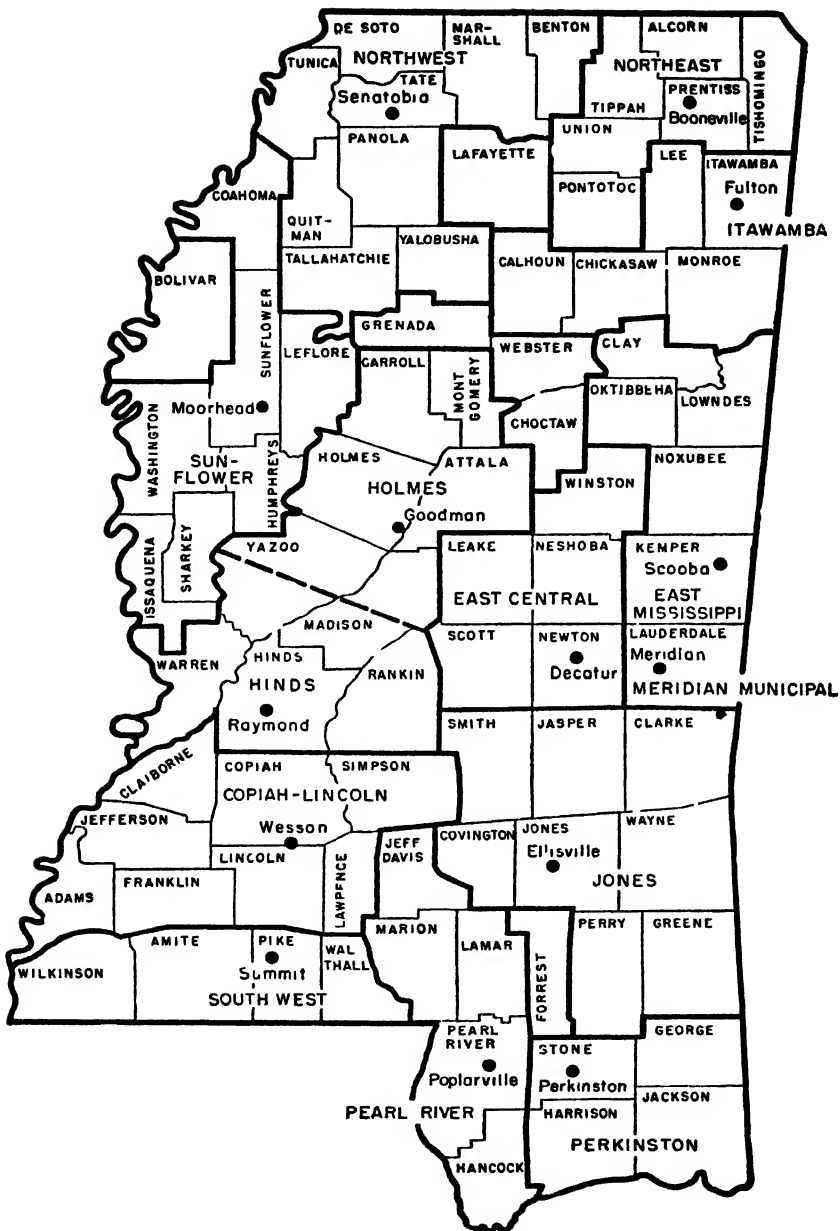 DE SOTO
MAR-
SHALL
BENTON
ALCORN
TUNICA
NORTHWEST
TATE
Senatobia
NORTHEAST
TIPPAH
PRENTISS
Booneville
TISHOMINGO
PANOLA
LAFAYETTE
UNION
LEE
ITAWAMBA
Fulton
ITAWAMBA
PONTOTOC
COAHOMA
QUIT-
MAN
TALLAHATCHIE
YALOBUSHA
CALHOUN
CHICKASAW
MONROE
BOLIVAR
SUNFLOWER
LEFLORE
GRENADA
CARROLL
MONT
GOMERY
WEBSTER
CLAY
OKTIBBEHA
LOWNDES
CHOCTAW
Moorhead
WASHINGTON
SUN-
FLOWER
HUMPHREYS
HOLMES
ATTALA
HOLMES
Goodman
WINSTON
NOXUBEE
ISSAQUENA
SHARKEY
YAZOO
LEAKE
NESHOBA
KEMPER
Scooba
EAST CENTRAL
EAST
MISSISSIPPI
MADISON
SCOTT
NEWTON
Decatur
LAUDERDALE
Meridian
MERIDIAN MUNICIPAL
WARREN
HINDS
HINDS
Raymond
RANKIN
SMITH
JASPER
CLARKE
CLAIBORNE
COPIAH
SIMPSON
COPIAH-LINCOLN
Wesson
JEFFERSON
LINCOLN
LAWPENCE
JEFF
DAVIS
COVINGTON
JONES
Ellisville
WAYNE
JONES
ADAMS
FRANKLIN
MARION
LAMAR
FORREST
PERRY
GREENE
WILKINSON
AMITE
PIKE
Summit
WAL
THALL
SOUTH WEST
PEARL
RIVER
Poplarville
STONE
Perkinston
GEORGE
PEARL RIVER
HARRISON
JACKSON
PERKINSTON
HANCOCK